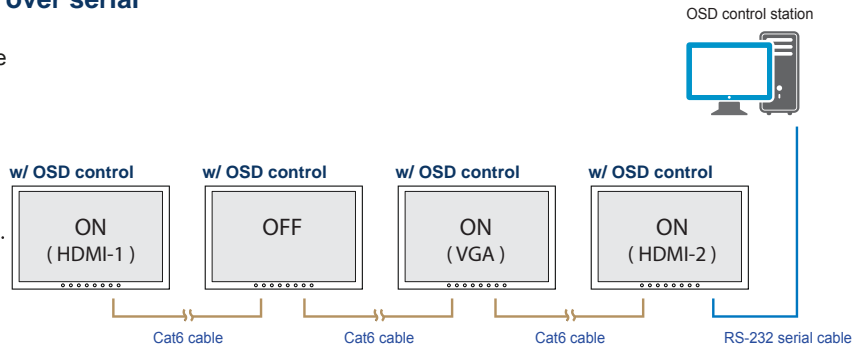 over serial
OSD control station
e
w/ OSD control w/ OSD control w/ OSD control w/ OSD control
.
ON
( HDMI-1 )
OFF
ON
( VGA )
ON
( HDMI-2 )
Cat6 cable Cat6 cable Cat6 cable RS-232 serial cable